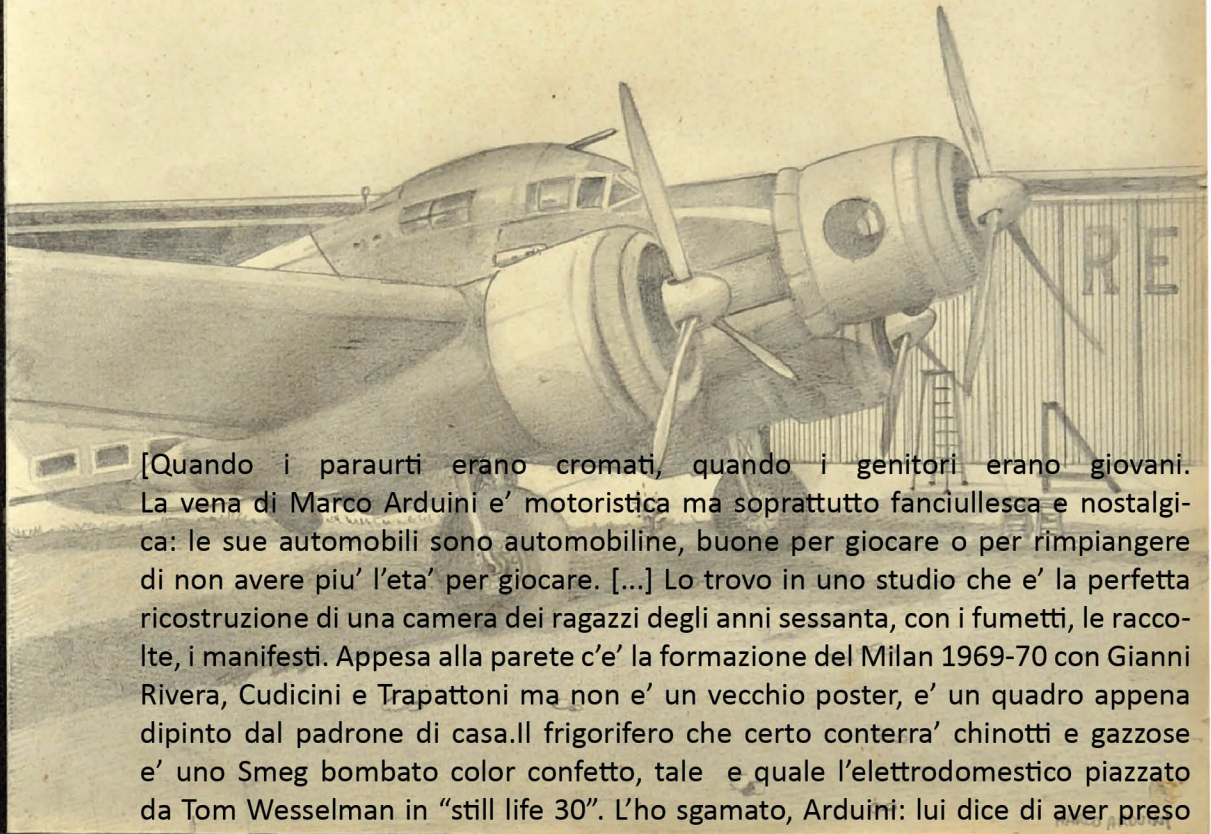 RE
[Quando i paraurti erano cromati, quando i genitori erano giovani.
La vena di Marco Arduini e' motoristica ma soprattutto fanciullesca e nostalgi-
ca: le sue automobili sono automobiline, buone per giocare o per rimpiangere
di non avere piu' l'eta' per giocare. [...] Lo trovo in uno studio che e' la perfetta
ricostruzione di una camera dei ragazzi degli anni sessanta, con i fumetti, le racco-
lte, i manifesti. Appesa alla parete c'e' la formazione del Milan 1969-70 con Gianni
Rivera, Cudicini e Trapattoni ma non e' un vecchio poster, e' un quadro appena
dipinto dal padrone di casa.Il frigorifero che certo conterra' chinotti e gazzose
e' uno Smeg bombato color confetto, tale e quale l'elettrodomestico piazzato
da Tom Wesselman in “still life 30”. L'ho sgamato, Arduini: lui dice di aver preso
MARCO ARDUINI